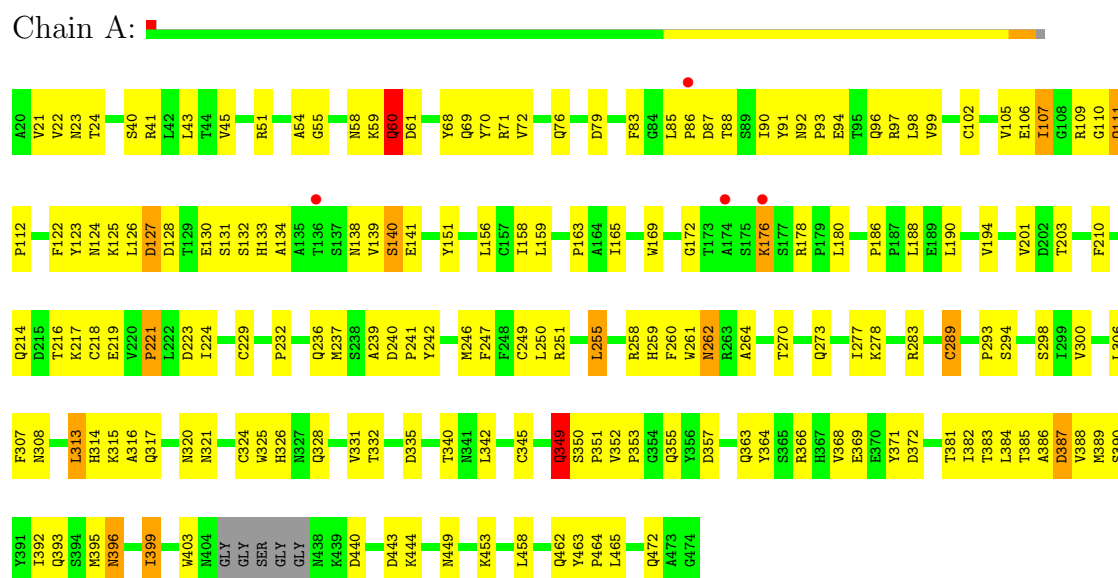 Chain A:
A20 V21 V22 N23 T24 S40 R41 L42 L43 T44 V45 R51 A54 G55 N58 K59 Q60 D61 Y68 Q69 Y70 R71 V72 Q76 D79 F83 G84 L85 P86 D87 T88 S89 I90 Y91 N92 P93 E94 T95 Q96 R97 L98 V99 C102 V105 E106 I107 G108 R109 G110 Q111
P112 F122 Y123 N124 K125 L126 D127 D128 T129 E130 S131 S132 H133 A134 A135 T136 S137 N138 V139 S140 E141 Y151 L156 C157 I158 L159 P163 A164 I165 W169 G172 T173 A174 S175 K176 S177 R178 P179 L180 P186 P187 L188 E189 L190 V194 V201 D202 T203 F210
Q214 D215 T216 K217 C218 E219 V220 P221 L222 D223 I224 C229 P232 Q236 M237 S238 A239 D240 P241 Y242 M246 F247 F248 C249 L250 R251 L255 R258 H259 F260 W261 N262 R263 A264 T270 Q273 I277 K278 R283 C289 P293 S294 S298 I299 V300 L306
F307 N308 L313 H314 K315 A316 Q317 N320 N321 C324 W325 H326 N327 Q328 V331 T332 D335 T340 N341 L342 C345 Q349 S350 P351 V352 P353 G354 Q355 Y356 D357 Q363 Y364 S365 R366 H367 V368 E369 E370 Y371 D372 T381 I382 T383 L384 T385 A386 D387 V388 M389 S390
Y391 I392 Q393 S394 M395 N396 I399 W403 N404 GLY GLY SER GLY GLY N438 K439 D440 D443 K444 N449 K453 L458 Q462 Y463 P464 L465 Q472 A473 G474